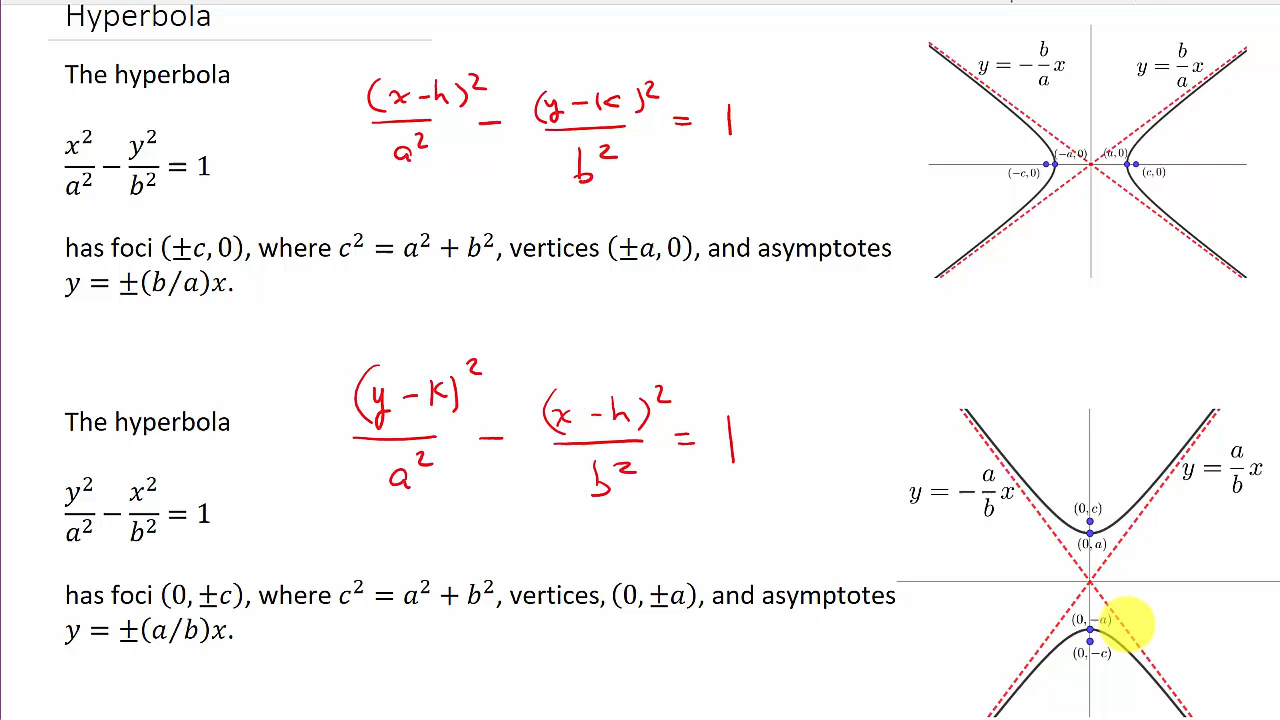 Hyperbola
The hyperbola
x²/a² − y²/b² = 1
(x − h)²/a² − (y − k)²/b² = 1
has foci (±c, 0), where c² = a² + b², vertices (±a, 0), and asymptotes
y = ±(b/a)x.
y = −b/a x
y = b/a x
(−a, 0)
(a, 0)
(−c, 0)
(c, 0)
The hyperbola
y²/a² − x²/b² = 1
(y − k)²/a² − (x − h)²/b² = 1
has foci (0, ±c), where c² = a² + b², vertices, (0, ±a), and asymptotes
y = ±(a/b)x.
y = −a/b x
y = a/b x
(0, c)
(0, a)
(0, −a)
(0, −c)